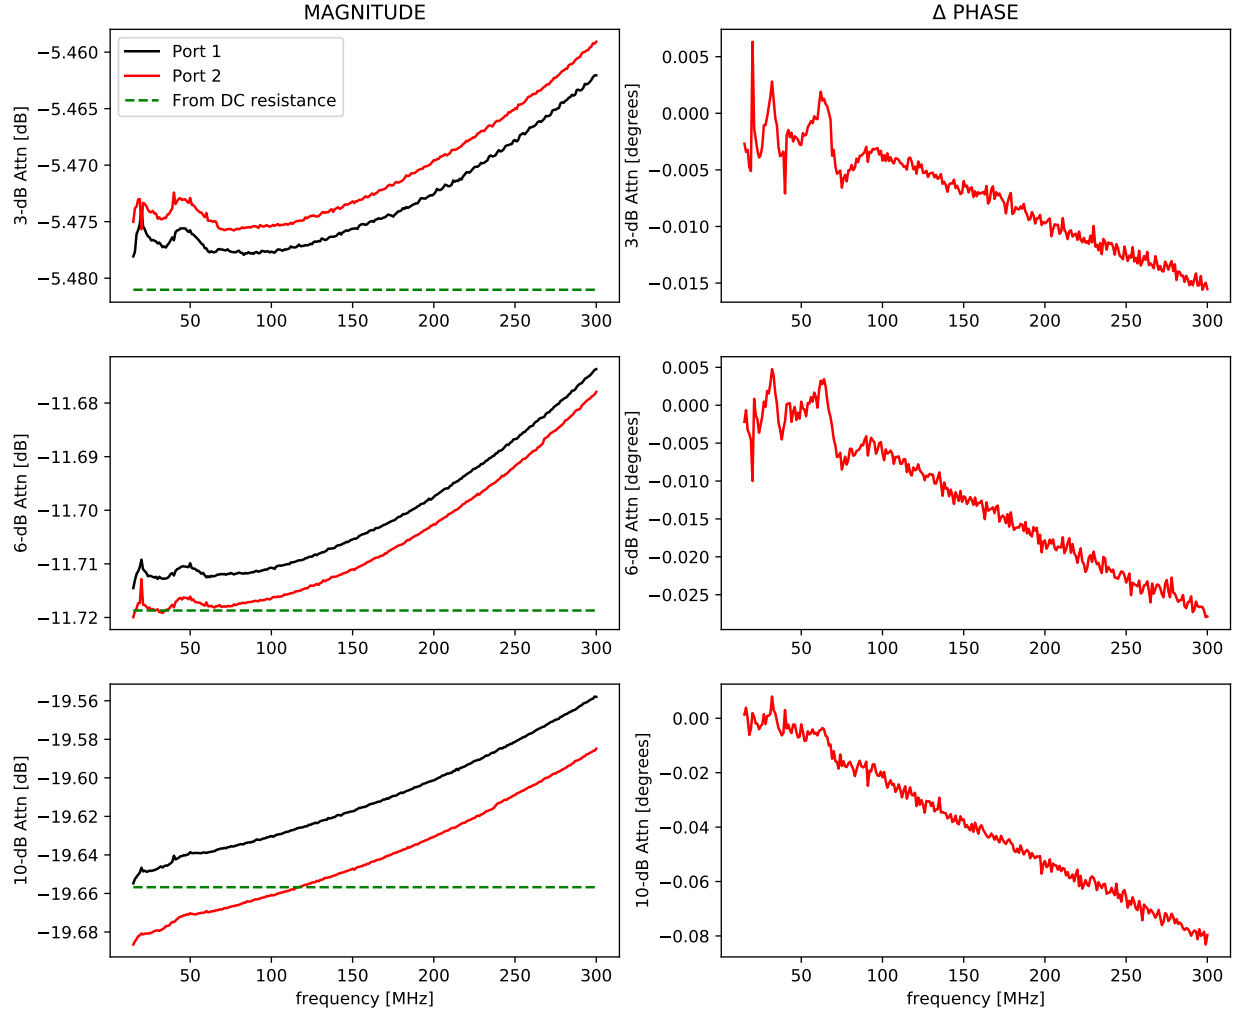 MAGNITUDE
Δ PHASE
3-dB Attn [dB]
−5.460
−5.465
−5.470
−5.475
−5.480
Port 1
Port 2
From DC resistance
50 100 150 200 250 300
3-dB Attn [degrees]
0.005
0.000
−0.005
−0.010
−0.015
50 100 150 200 250 300
6-dB Attn [dB]
−11.68
−11.69
−11.70
−11.71
−11.72
50 100 150 200 250 300
6-dB Attn [degrees]
0.005
0.000
−0.005
−0.010
−0.015
−0.020
−0.025
50 100 150 200 250 300
10-dB Attn [dB]
−19.56
−19.58
−19.60
−19.62
−19.64
−19.66
−19.68
50 100 150 200 250 300
frequency [MHz]
10-dB Attn [degrees]
0.00
−0.02
−0.04
−0.06
−0.08
50 100 150 200 250 300
frequency [MHz]